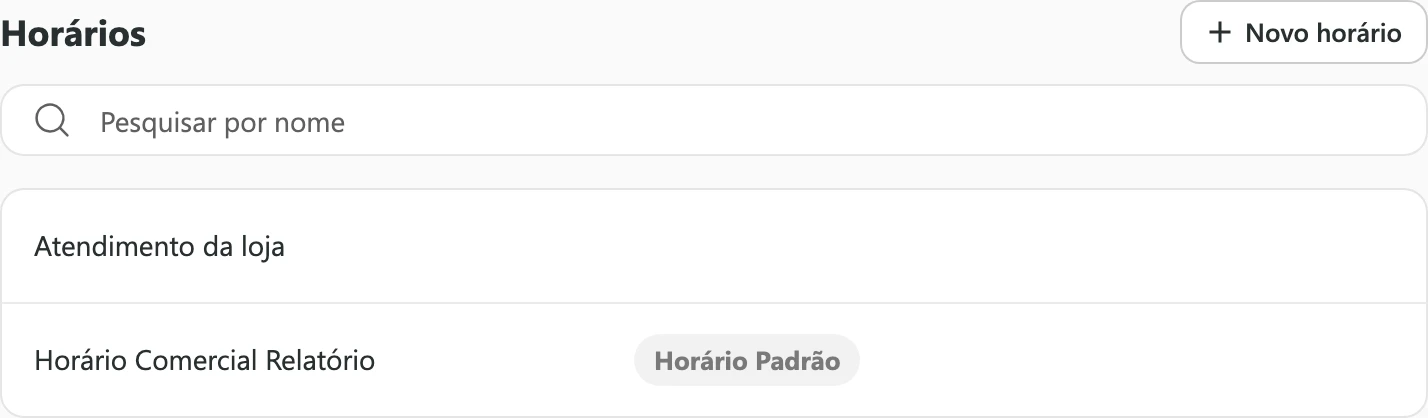 Horários
+ Novo horário
Pesquisar por nome
Atendimento da loja
Horário Comercial Relatório
Horário Padrão